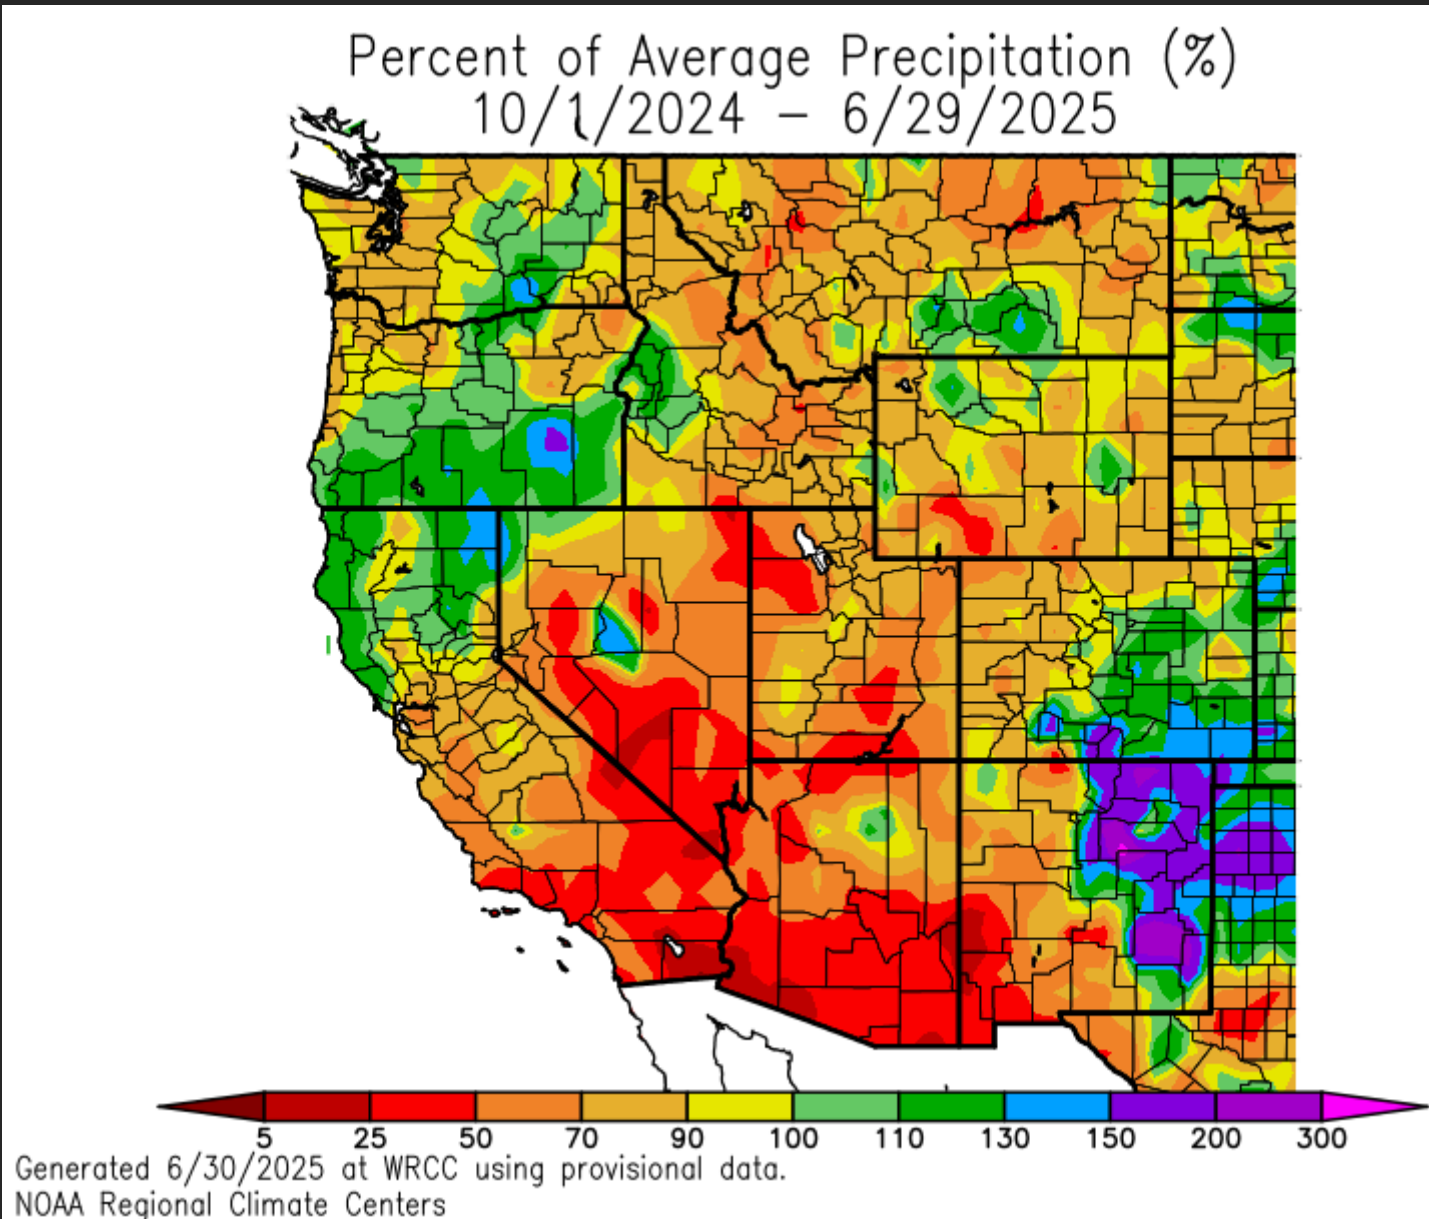 Percent of Average Precipitation (%)
10/1/2024 – 6/29/2025
5 25 50 70 90 100 110 130 150 200 300
Generated 6/30/2025 at WRCC using provisional data.
NOAA Regional Climate Centers